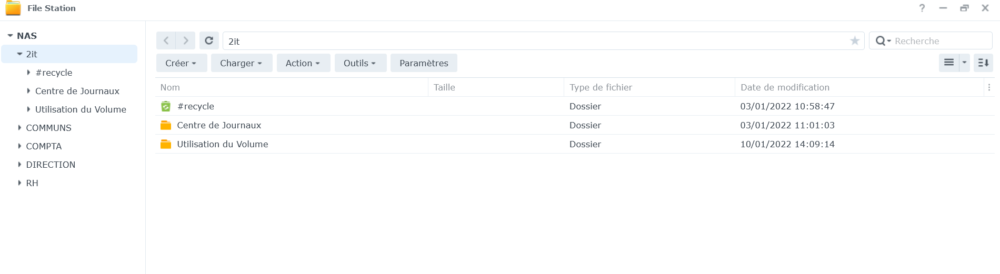 File Station
NAS
2it
#recycle
Centre de Journaux
Utilisation du Volume
COMMUNS
COMPTA
DIRECTION
RH
2it
Recherche
Créer Charger Action Outils Paramètres
Nom Taille Type de fichier Date de modification
#recycle Dossier 03/01/2022 10:58:47
Centre de Journaux Dossier 03/01/2022 11:01:03
Utilisation du Volume Dossier 10/01/2022 14:09:14